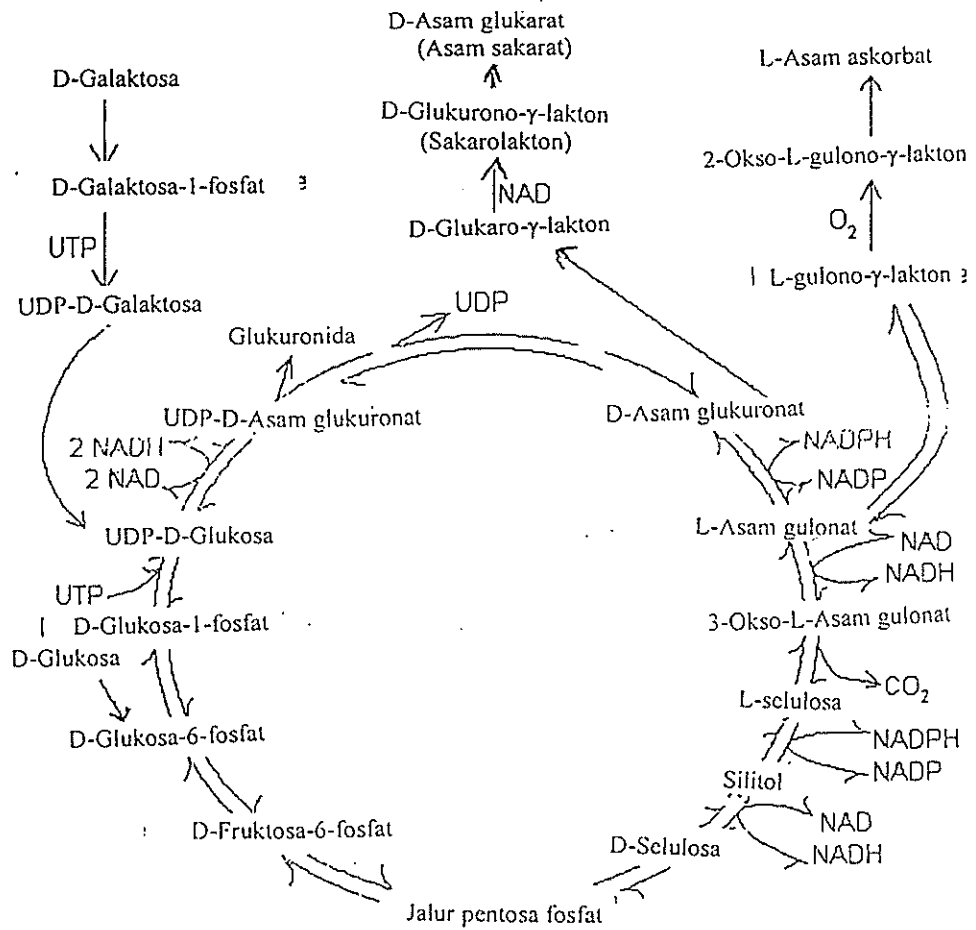 D-Asam glukarat
(Asam sakarat)
L-Asam askorbat
D-Galaktosa
D-Glukurono-γ-lakton
(Sakarolakton)
2-Okso-L-gulono-γ-lakton
D-Galaktosa-1-fosfat
NAD
UTP
D-Glukaro-γ-lakton
O₂
UDP-D-Galaktosa
L-gulono-γ-lakton
UDP
Glukuronida
UDP-D-Asam glukuronat
D-Asam glukuronat
2 NADH
NADPH
2 NAD
NADP
UDP-D-Glukosa
L-Asam gulonat
NAD
NADH
UTP
D-Glukosa-1-fosfat
3-Okso-L-Asam gulonat
D-Glukosa
CO₂
L-selulosa
D-Glukosa-6-fosfat
NADPH
NADP
Silitol
D-Fruktosa-6-fosfat
NAD
D-Selulosa
NADH
Jalur pentosa fosfat